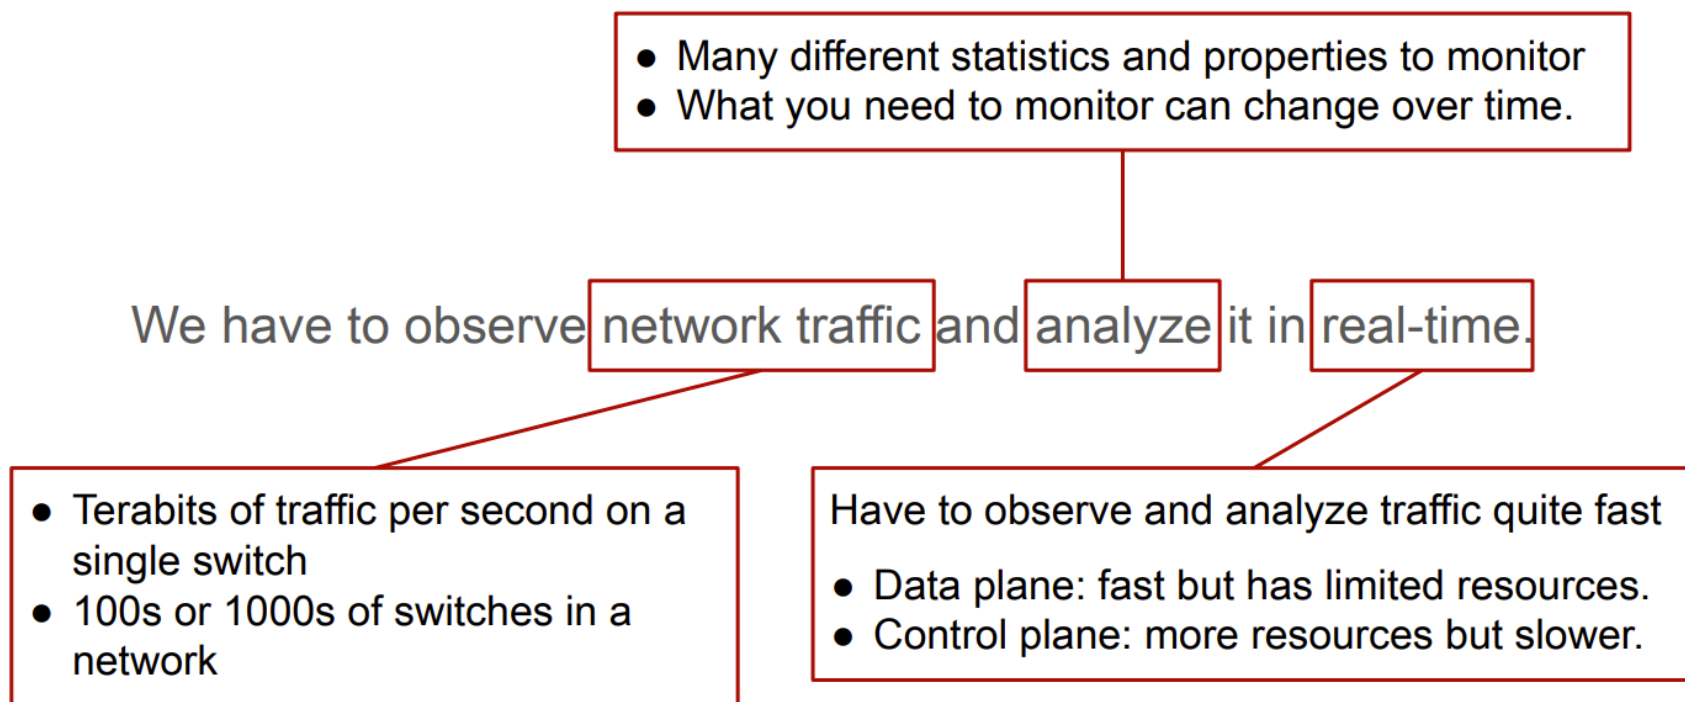 ● Many different statistics and properties to monitor
● What you need to monitor can change over time.
We have to observe network traffic and analyze it in real-time.
● Terabits of traffic per second on a
single switch
● 100s or 1000s of switches in a
network
Have to observe and analyze traffic quite fast
● Data plane: fast but has limited resources.
● Control plane: more resources but slower.